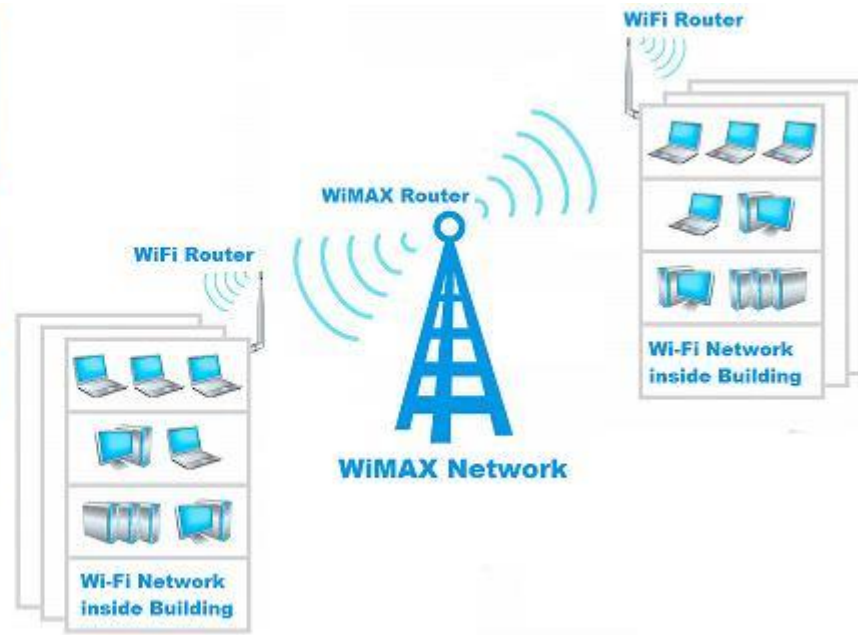 WiFi Router
WiMAX Router
WiFi Router
Wi-Fi Network
inside Building
WiMAX Network
Wi-Fi Network
inside Building